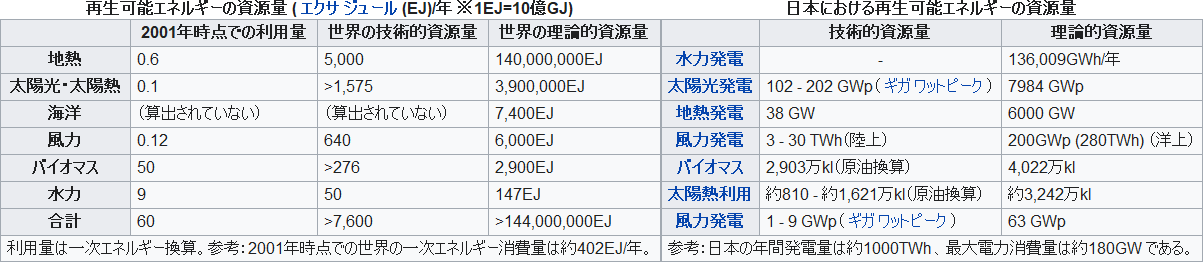 再生可能エネルギーの資源量 ( エクサ ジュール (EJ)/年 ※1EJ=10億GJ)
2001年時点での利用量 世界の技術的資源量 世界の理論的資源量
地熱 0.6 5,000 140,000,000EJ
太陽光・太陽熱 0.1 >1,575 3,900,000EJ
海洋 (算出されていない) (算出されていない) 7,400EJ
風力 0.12 640 6,000EJ
バイオマス 50 >276 2,900EJ
水力 9 50 147EJ
合計 60 >7,600 >144,000,000EJ
利用量は一次エネルギー換算。参考：2001年時点での世界の一次エネルギー消費量は約402EJ/年。
日本における再生可能エネルギーの資源量
技術的資源量 理論的資源量
水力発電 - 136,009GWh/年
太陽光発電 102 - 202 GWp( ギガ ワットピーク ) 7984 GWp
地熱発電 38 GW 6000 GW
風力発電 3 - 30 TWh(陸上) 200GWp (280TWh) (洋上)
バイオマス 2,903万kl(原油換算) 4,022万kl
太陽熱利用 約810 - 約1,621万kl(原油換算) 約3,242万kl
風力発電 1 - 9 GWp( ギガ ワットピーク ) 63 GWp
参考：日本の年間発電量は約1000TWh、最大電力消費量は約180GW である。